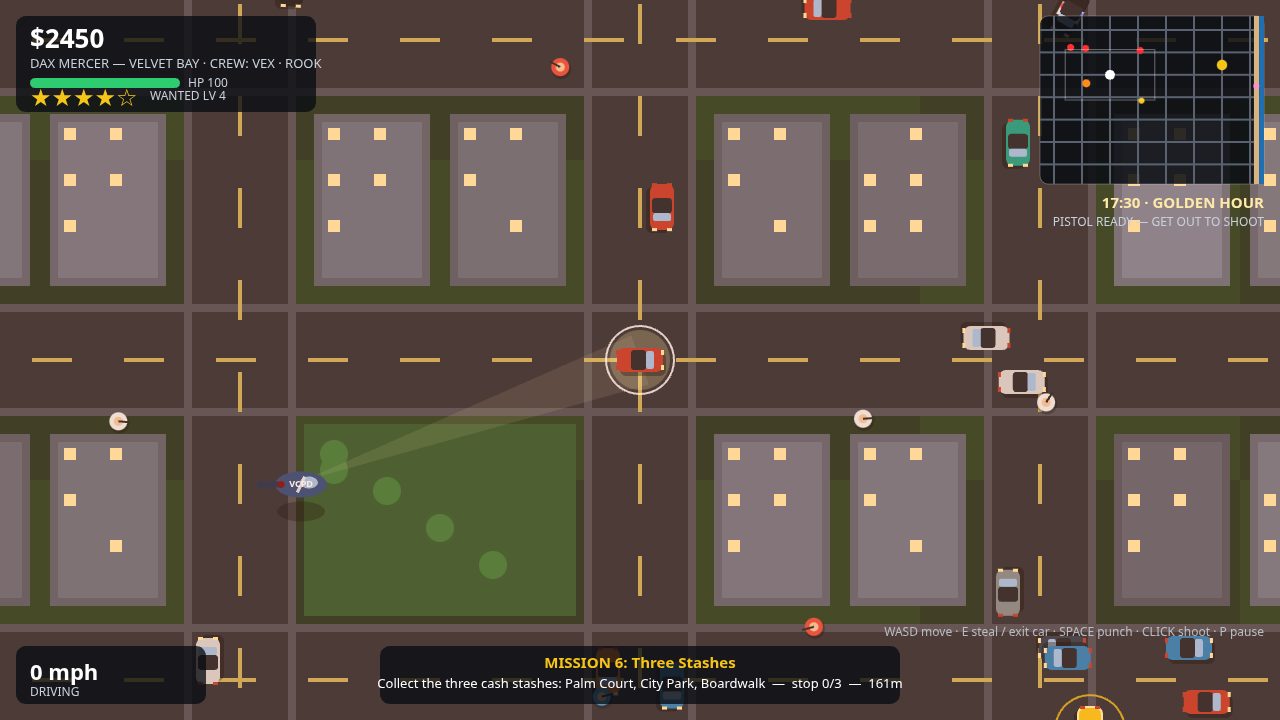 $2450
DAX MERCER — VELVET BAY · CREW: VEX · ROOK
HP 100
★★★★☆ WANTED LV 4
17:30 · GOLDEN HOUR
PISTOL READY — GET OUT TO SHOOT
VCPD
WASD move · E steal / exit car · SPACE punch · CLICK shoot · P pause
0 mph
DRIVING
MISSION 6: Three Stashes
Collect the three cash stashes: Palm Court, City Park, Boardwalk — stop 0/3 — 161m